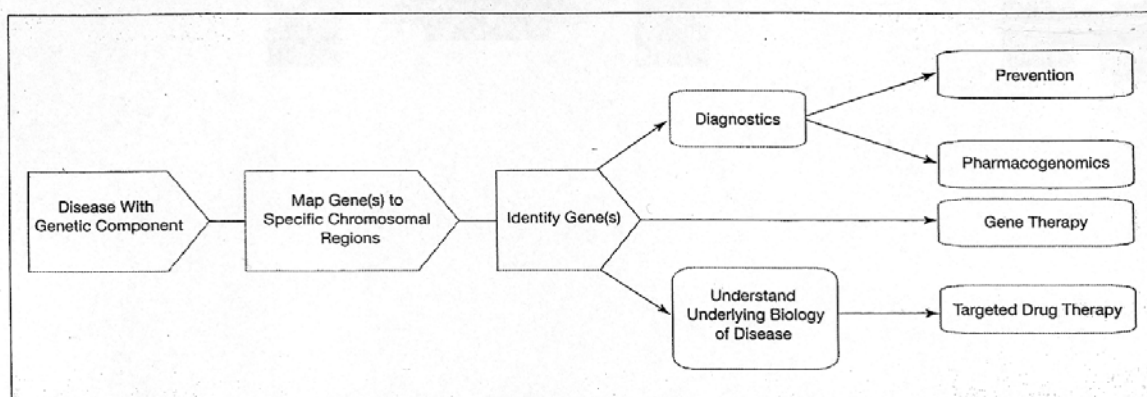 Disease With
Genetic Component
Map Gene(s) to
Specific Chromosomal
Regions
Identify Gene(s)
Diagnostics
Understand
Underlying Biology
of Disease
Prevention
Pharmacogenomics
Gene Therapy
Targeted Drug Therapy